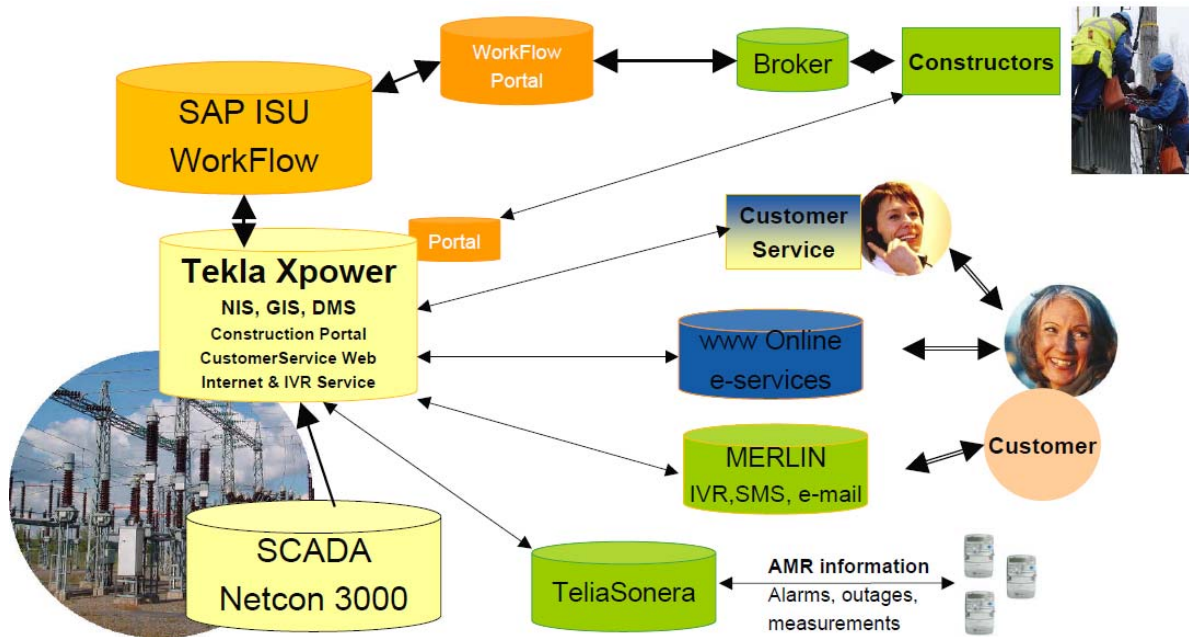 WorkFlow
Portal
Broker
Constructors
SAP ISU
WorkFlow
Portal
Customer
Service
Tekla Xpower
NIS, GIS, DMS
Construction Portal
CustomerService Web
Internet & IVR Service
www Online
e-services
MERLIN
IVR,SMS, e-mail
Customer
SCADA
Netcon 3000
TeliaSonera
AMR information
Alarms, outages,
measurements